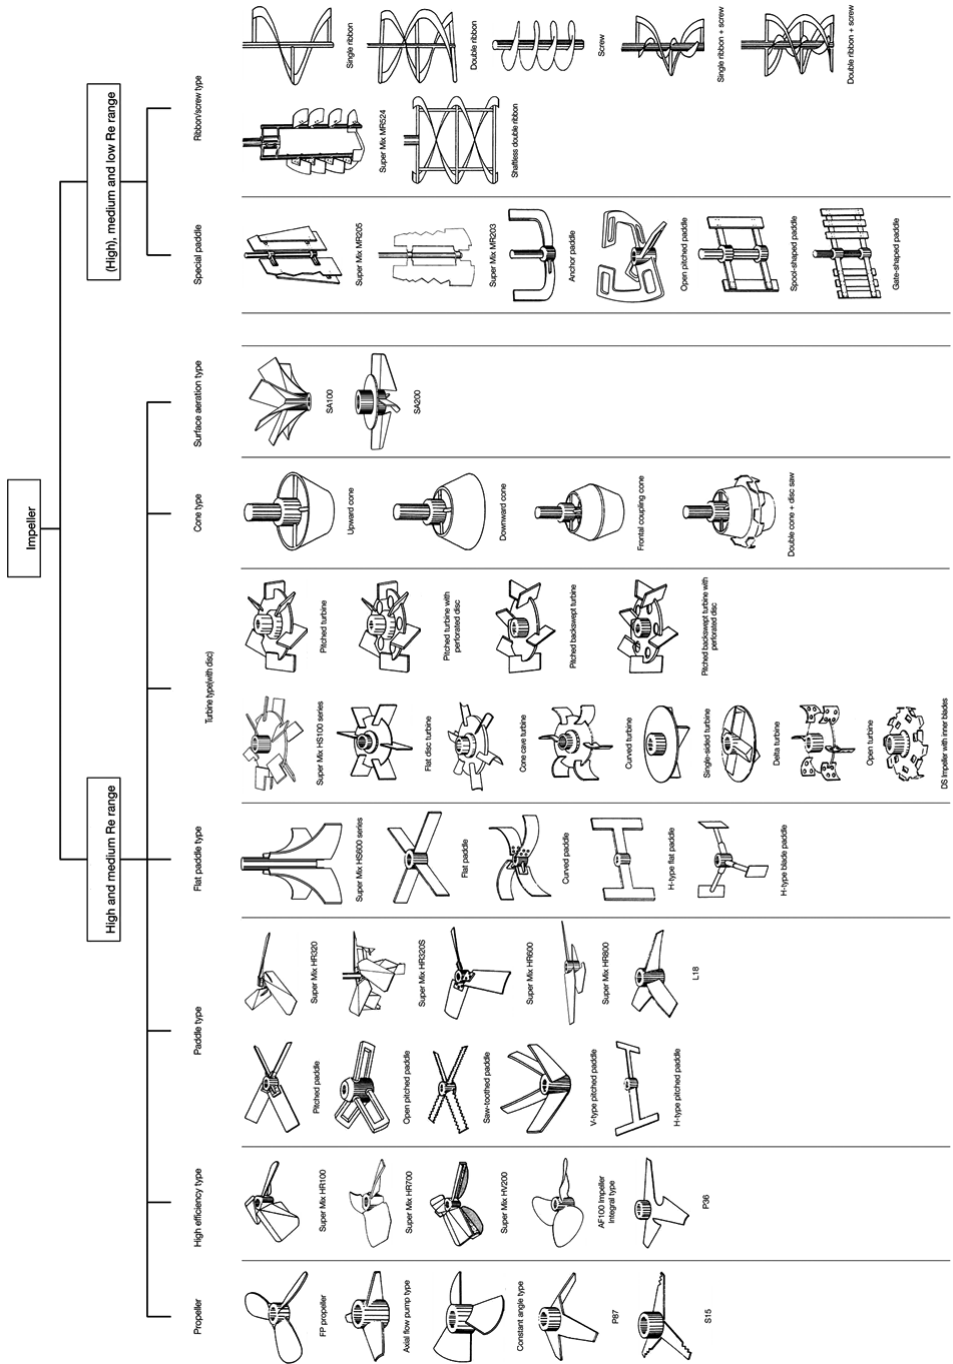 Impeller
High and medium Re range
(High), medium and low Re range
Propeller
High efficiency type
Paddle type
Flat paddle type
Turbine type(with disc)
Cone type
Surface aeration type
Special paddle
Ribbon/screw type
FP propeller
Axial flow pump type
Constant angle type
P87
S15
Super Mix HR100
Super Mix HR700
Super Mix HV200
AF100 Impeller
Integral type
P36
Pitched paddle
Open pitched paddle
Saw-toothed paddle
V-type pitched paddle
H-type pitched paddle
Super Mix HR320
Super Mix HR320S
Super Mix HR600
Super Mix HR800
L18
Super Mix HS600 series
Flat paddle
Curved paddle
H-type flat paddle
H-type blade paddle
Super Mix HS100 series
Flat disc turbine
Cone cave turbine
Curved turbine
Single-sided turbine
Delta turbine
Open turbine
DS Impeller with inner blades
Pitched turbine
Pitched turbine with
perforated disc
Pitched backswept turbine
Pitched backswept turbine with
perforated disc
Upward cone
Downward cone
Frontal coupling cone
Double cone + disc saw
SA100
SA200
Super Mix MR205
Super Mix MR203
Anchor paddle
Open pitched paddle
Spool-shaped paddle
Gate-shaped paddle
Super Mix MR524
Shaftless double ribbon
Single ribbon
Double ribbon
Screw
Single ribbon + screw
Double ribbon + screw